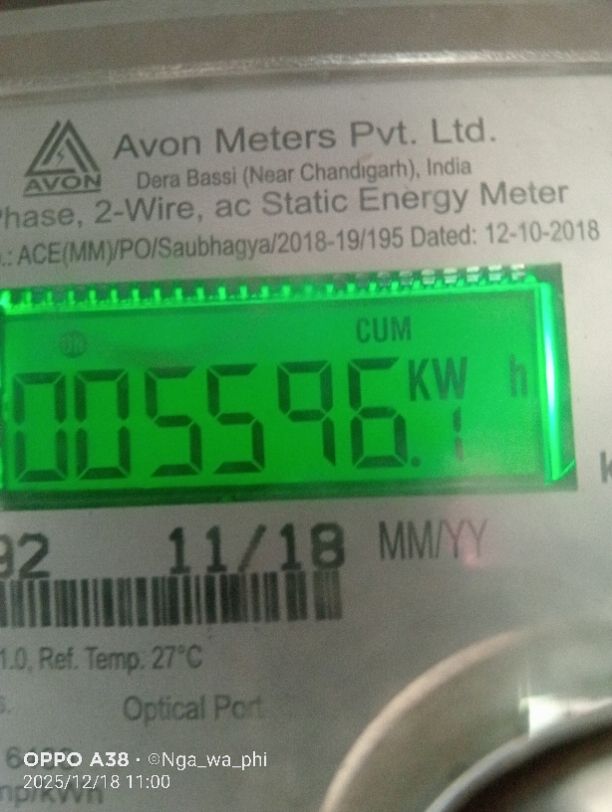 Avon Meters Pvt. Ltd.
AVON
Dera Bassi (Near Chandigarh), India
Phase, 2-Wire, ac Static Energy Meter
.: ACE(MM)/PO/Saubhagya/2018-19/195 Dated: 12-10-2018
ON
CUM
005596.1 KW h
92 11/18 MM/YY
1.0, Ref. Temp. 27°C
Optical Port
OPPO A38 · ©Nga_wa_phi
2025/12/18 11:00